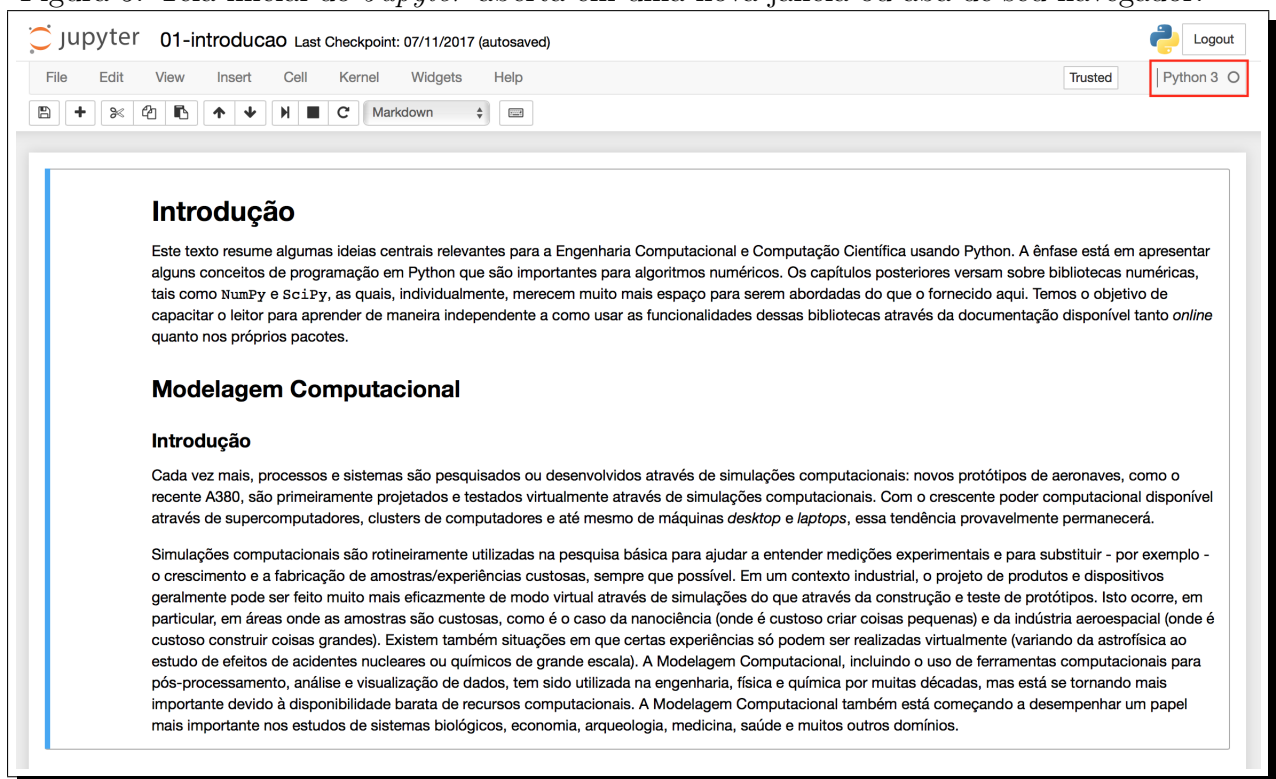 Figura 3: Tela inicial do Jupyter aberta em uma nova janela ou aba do seu navegador.
jupyter 01-introducao Last Checkpoint: 07/11/2017 (autosaved) Logout
File Edit View Insert Cell Kernel Widgets Help Trusted Python 3
Markdown
Introdução
Este texto resume algumas ideias centrais relevantes para a Engenharia Computacional e Computação Científica usando Python. A ênfase está em apresentar
alguns conceitos de programação em Python que são importantes para algoritmos numéricos. Os capítulos posteriores versam sobre bibliotecas numéricas,
tais como NumPy e SciPy, as quais, individualmente, merecem muito mais espaço para serem abordadas do que o fornecido aqui. Temos o objetivo de
capacitar o leitor para aprender de maneira independente a como usar as funcionalidades dessas bibliotecas através da documentação disponível tanto online
quanto nos próprios pacotes.
Modelagem Computacional
Introdução
Cada vez mais, processos e sistemas são pesquisados ou desenvolvidos através de simulações computacionais: novos protótipos de aeronaves, como o
recente A380, são primeiramente projetados e testados virtualmente através de simulações computacionais. Com o crescente poder computacional disponível
através de supercomputadores, clusters de computadores e até mesmo de máquinas desktop e laptops, essa tendência provavelmente permanecerá.
Simulações computacionais são rotineiramente utilizadas na pesquisa básica para ajudar a entender medições experimentais e para substituir - por exemplo -
o crescimento e a fabricação de amostras/experiências custosas, sempre que possível. Em um contexto industrial, o projeto de produtos e dispositivos
geralmente pode ser feito muito mais eficazmente de modo virtual através de simulações do que através da construção e teste de protótipos. Isto ocorre, em
particular, em áreas onde as amostras são custosas, como é o caso da nanociência (onde é custoso criar coisas pequenas) e da indústria aeroespacial (onde é
custoso construir coisas grandes). Existem também situações em que certas experiências só podem ser realizadas virtualmente (variando da astrofísica ao
estudo de efeitos de acidentes nucleares ou químicos de grande escala). A Modelagem Computacional, incluindo o uso de ferramentas computacionais para
pós-processamento, análise e visualização de dados, tem sido utilizada na engenharia, física e química por muitas décadas, mas está se tornando mais
importante devido à disponibilidade barata de recursos computacionais. A Modelagem Computacional também está começando a desempenhar um papel
mais importante nos estudos de sistemas biológicos, economia, arqueologia, medicina, saúde e muitos outros domínios.